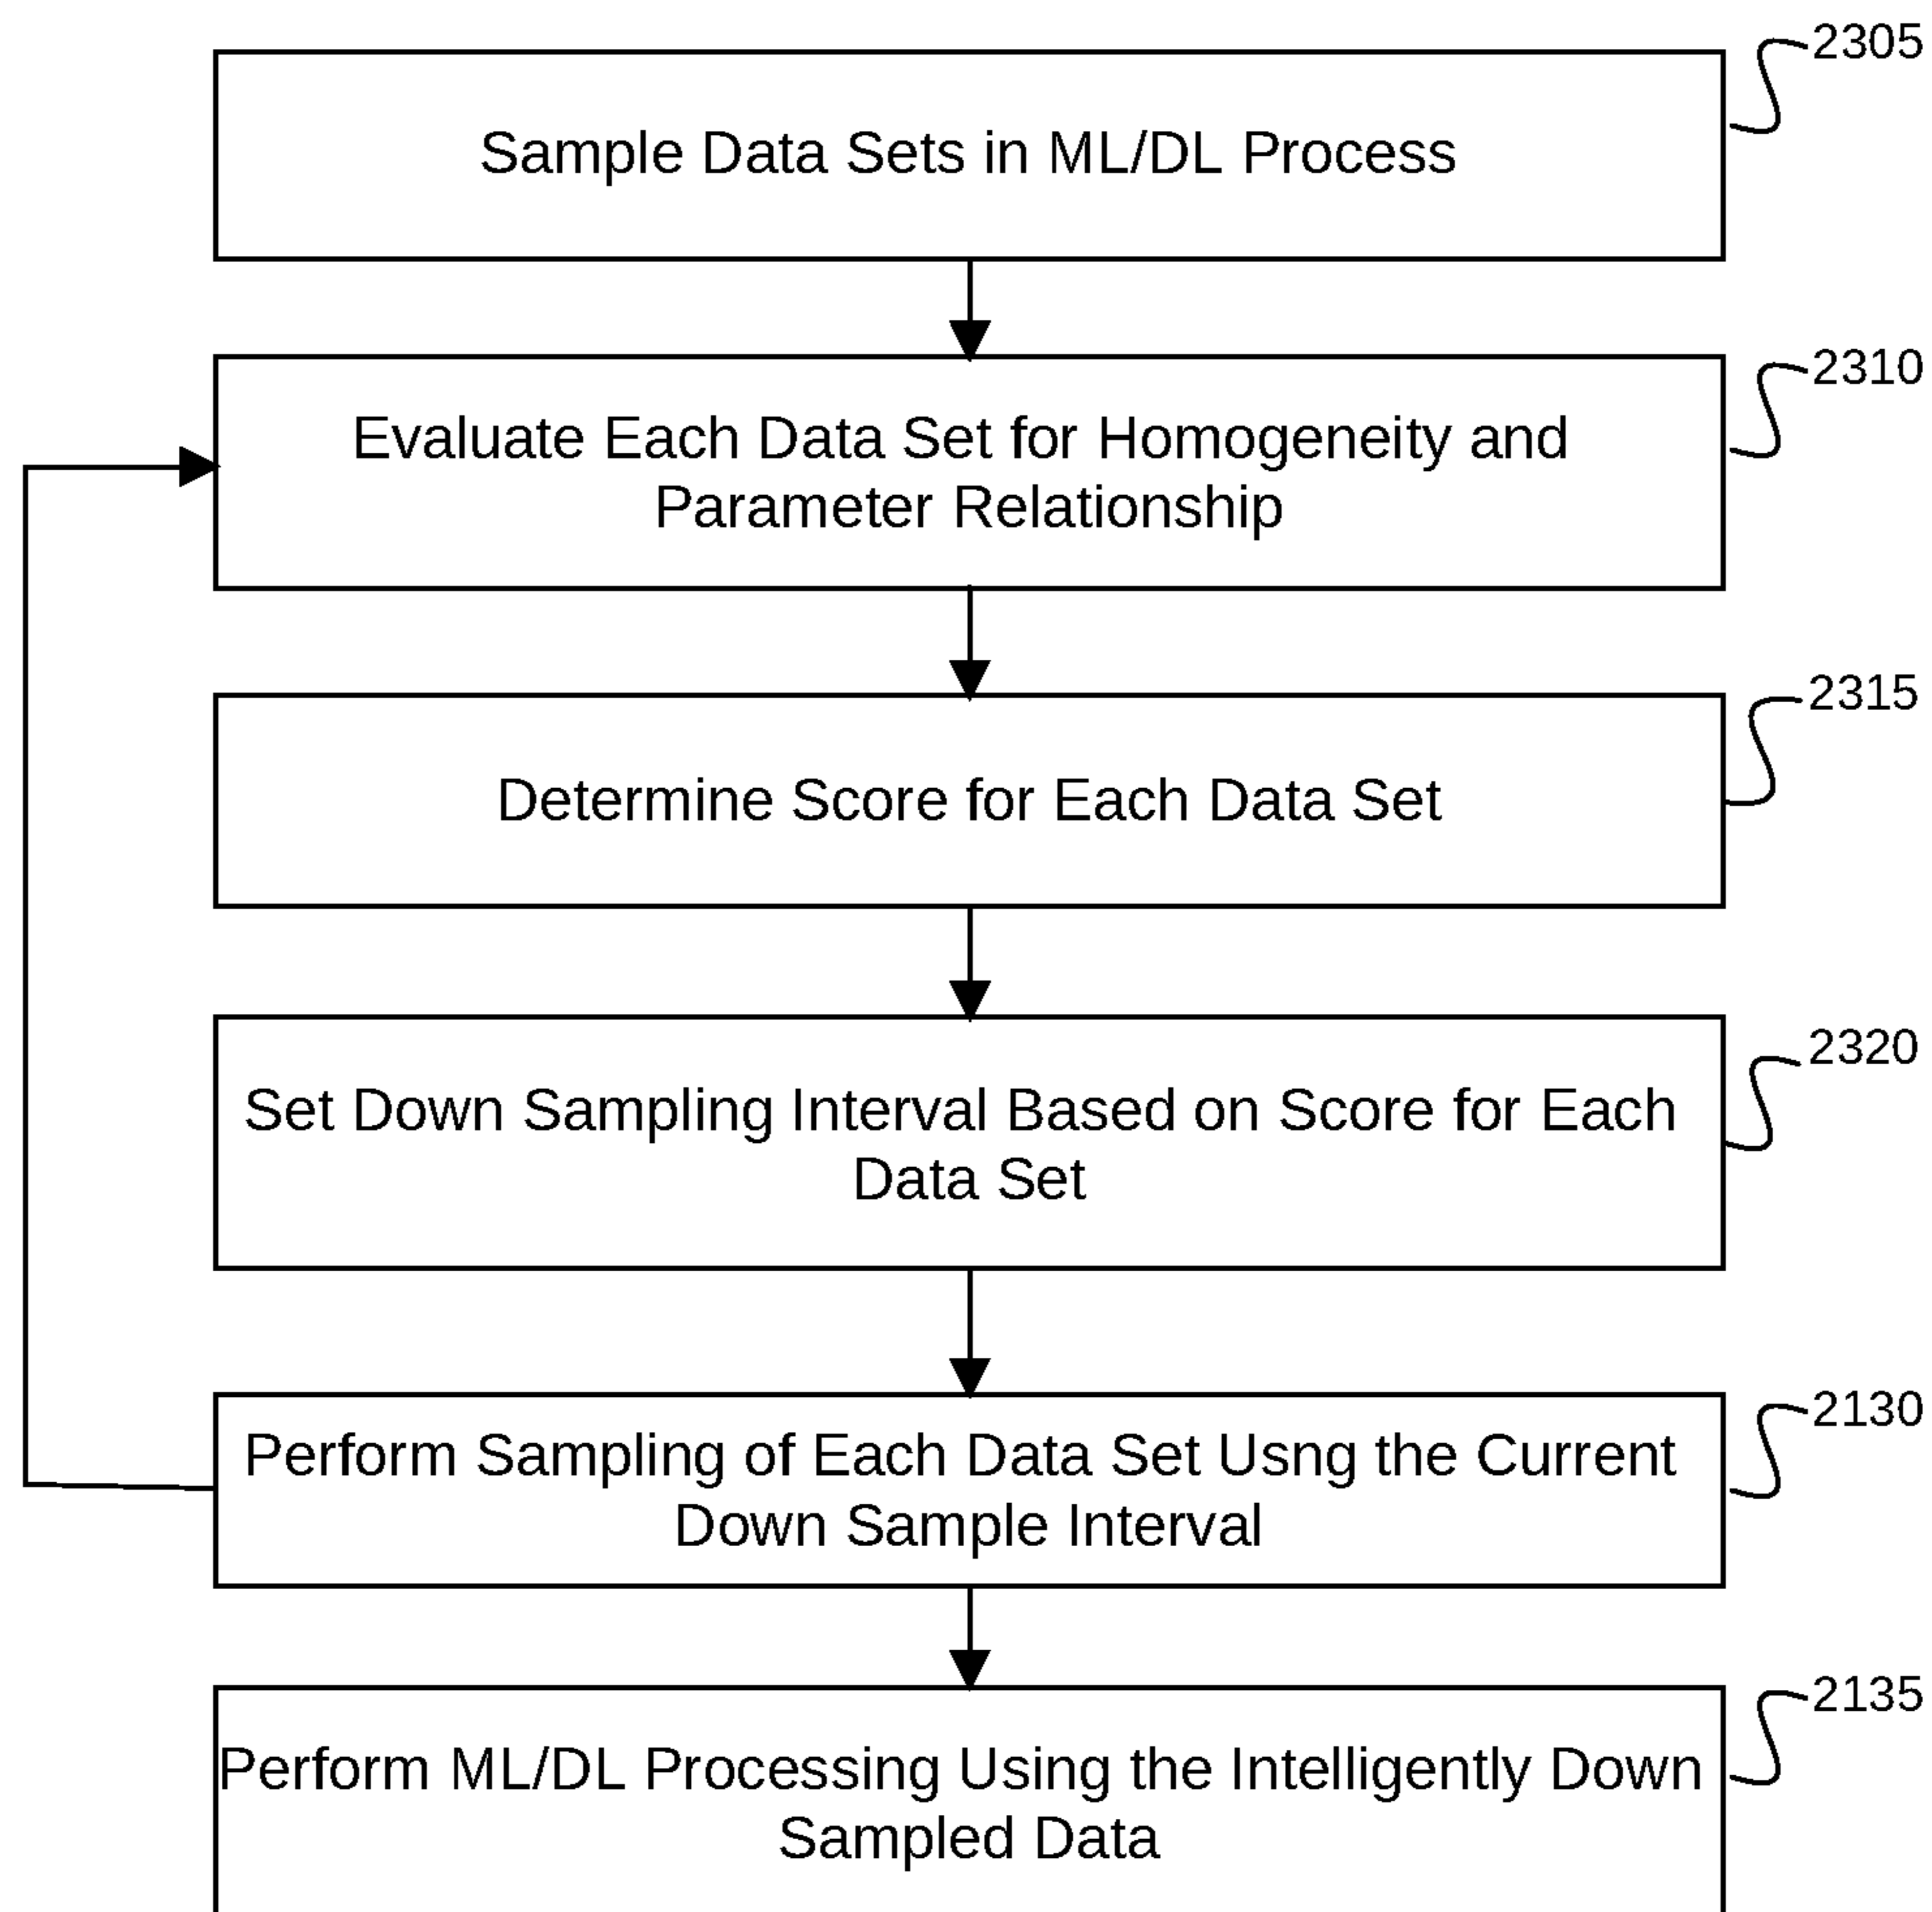 2305
Sample Data Sets in ML/DL Process
2310
Evaluate Each Data Set for Homogeneity and
Parameter Relationship
2315
Determine Score for Each Data Set
2320
Set Down Sampling Interval Based on Score for Each
Data Set
2130
Perform Sampling of Each Data Set Usng the Current
Down Sample Interval
2135
Perform ML/DL Processing Using the Intelligently Down
Sampled Data